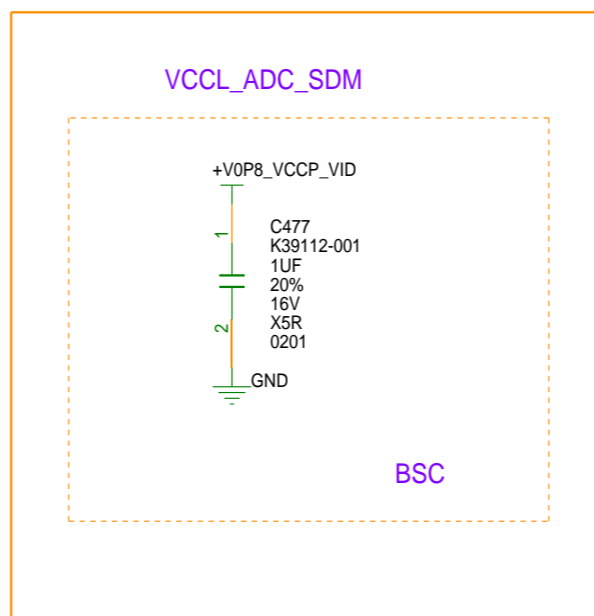 VCCL_ADC_SDM
+V0P8_VCCP_VID
1
C477
K39112-001
1UF
20%
16V
X5R
0201
2
GND
BSC